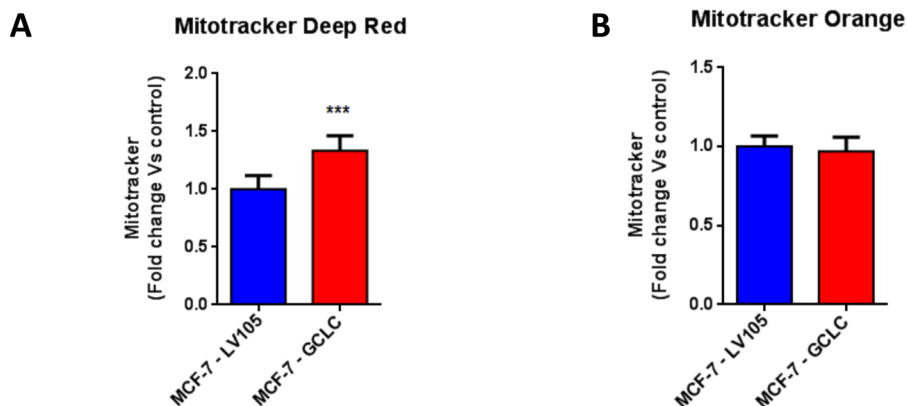 A
Mitotracker Deep Red
Mitotracker
(Fold change Vs control)
2.0
1.5
1.0
0.5
0.0
***
MCF-7 - LV105
MCF-7 - GCLC
B
Mitotracker Orange
Mitotracker
(Fold change Vs control)
1.5
1.0
0.5
0.0
MCF-7 - LV105
MCF-7 - GCLC